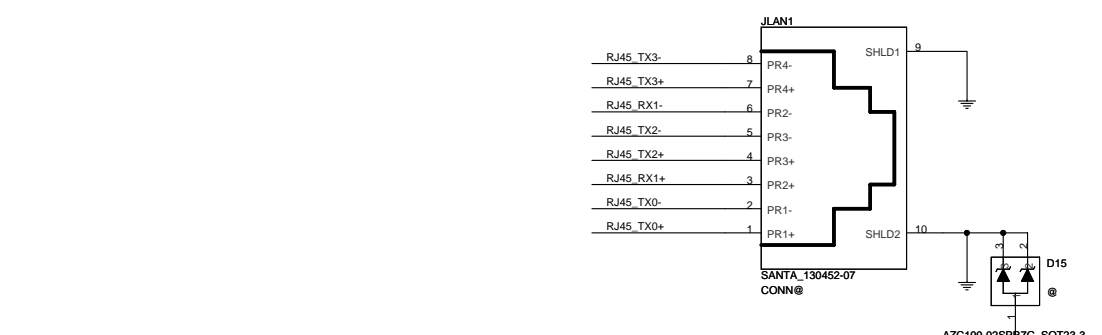 JLAN1
RJ45_TX3- 8 PR4- SHLD1 9
RJ45_TX3+ 7 PR4+
RJ45_RX1- 6 PR2-
RJ45_TX2- 5 PR3-
RJ45_TX2+ 4 PR3+
RJ45_RX1+ 3 PR2+
RJ45_TX0- 2 PR1-
RJ45_TX0+ 1 PR1+ SHLD2 10
SANTA_130452-07
CONN@
3 2
D15
@
1